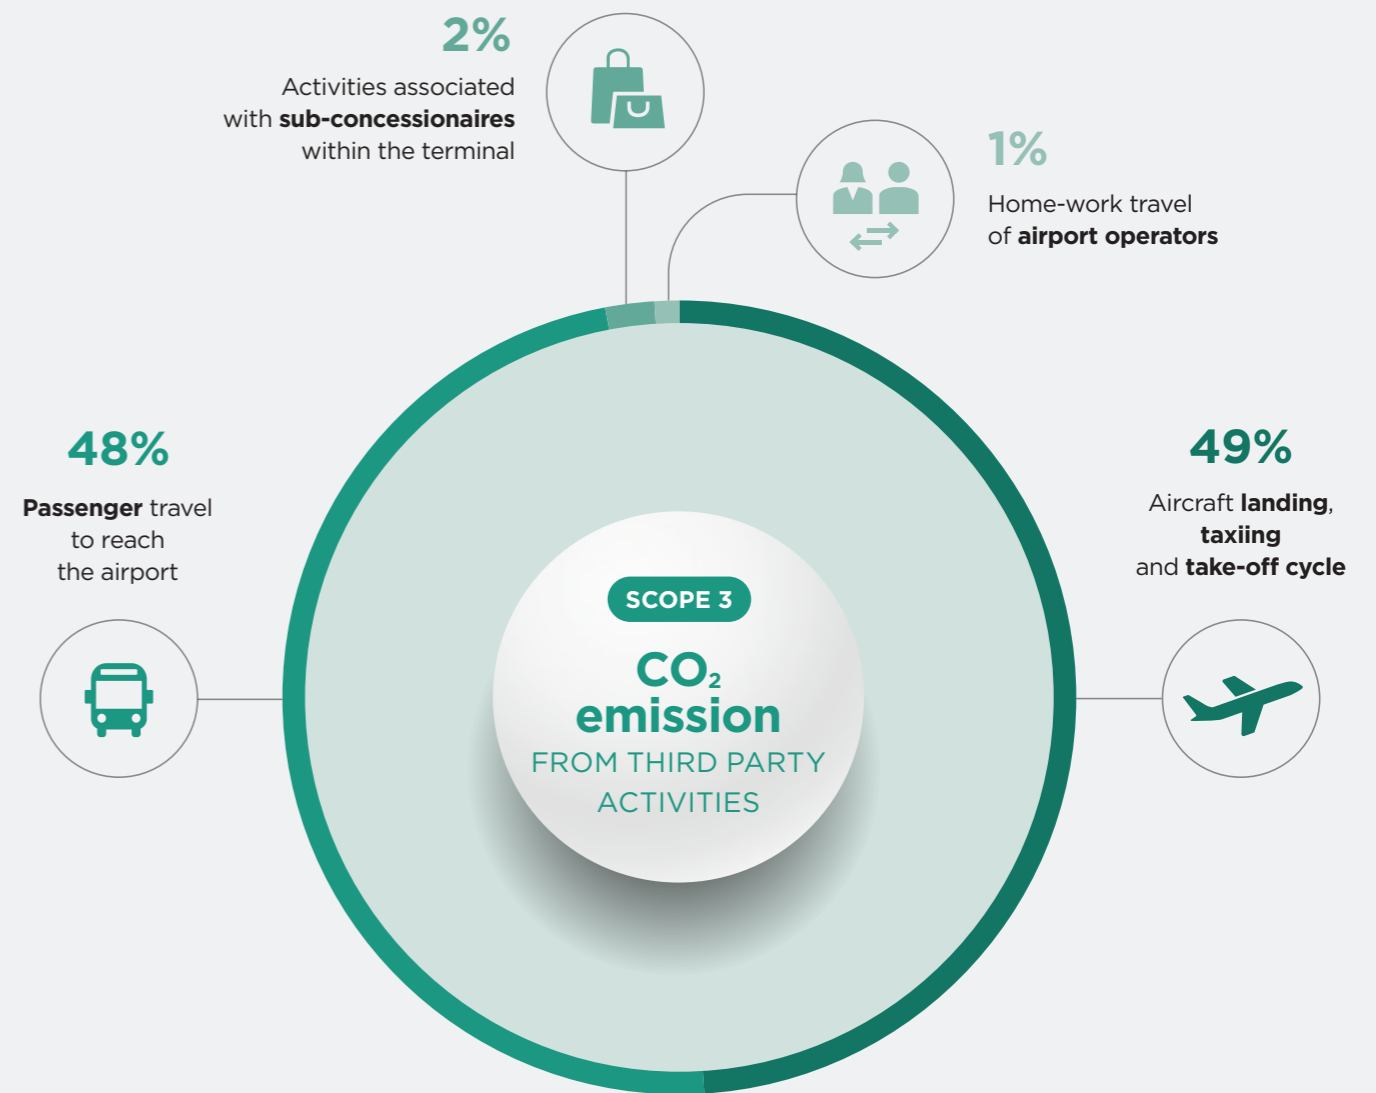 2%
Activities associated
with sub-concessionaires
within the terminal
1%
Home-work travel
of airport operators
48%
Passenger travel
to reach
the airport
49%
Aircraft landing,
taxiing
and take-off cycle
SCOPE 3
CO₂
emission
FROM THIRD PARTY
ACTIVITIES